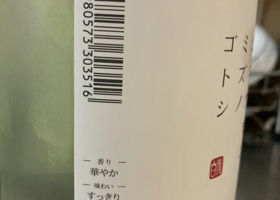 ミズノ
ゴトシ
80573 303516
香り
華やか
味わい
すっきり